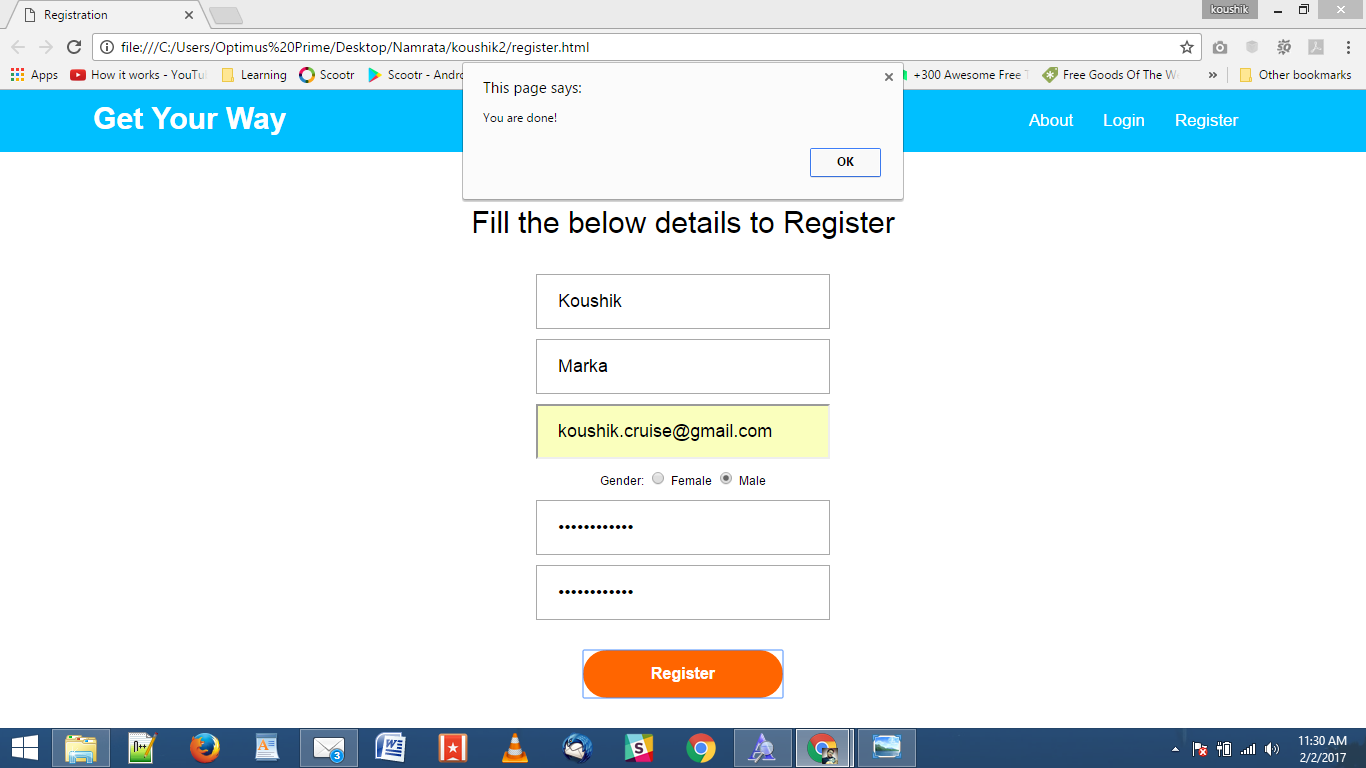 Registration
koushik
file:///C:/Users/Optimus%20Prime/Desktop/Namrata/koushik2/register.html
Apps
How it works - YouTu
Learning
Scootr
Scootr - Andro
+300 Awesome Free T
Free Goods Of The W
»
Other bookmarks
This page says:
You are done!
OK
Get Your Way
About
Login
Register
Fill the below details to Register
Koushik
Marka
koushik.cruise@gmail.com
Gender: Female Male
••••••••••••
••••••••••••
Register
3
11:30 AM
2/2/2017